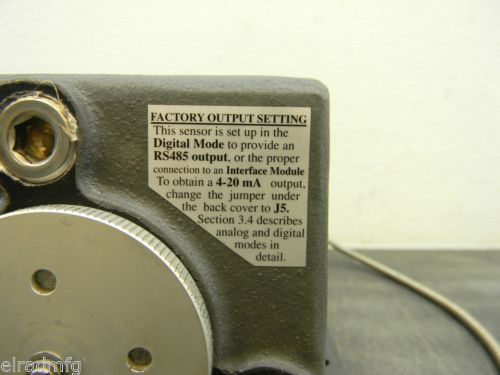 FACTORY OUTPUT SETTING
This sensor is set up in the
Digital Mode to provide an
RS485 output, or the proper
connection to an Interface Module
To obtain a 4-20 mA output,
change the jumper under
the back cover to J5.
Section 3.4 describes
analog and digital
modes in
detail.
elradmfg